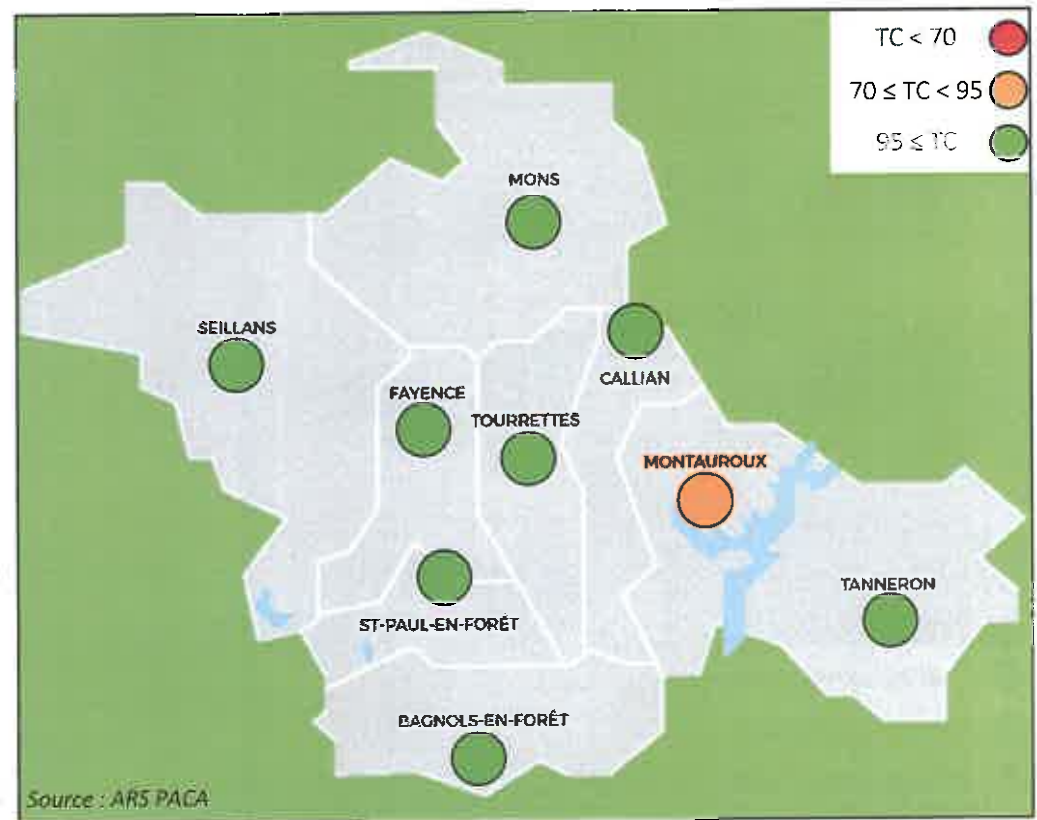 TC < 70
70 ≤ TC < 95
95 ≤ TC
MONS
SEILLANS
CALLIAN
FAYENCE
TOURRETTES
MONTAUROUX
TANNERON
ST-PAUL-EN-FORÊT
BAGNOLS-EN-FORÊT
Source : ARS PACA